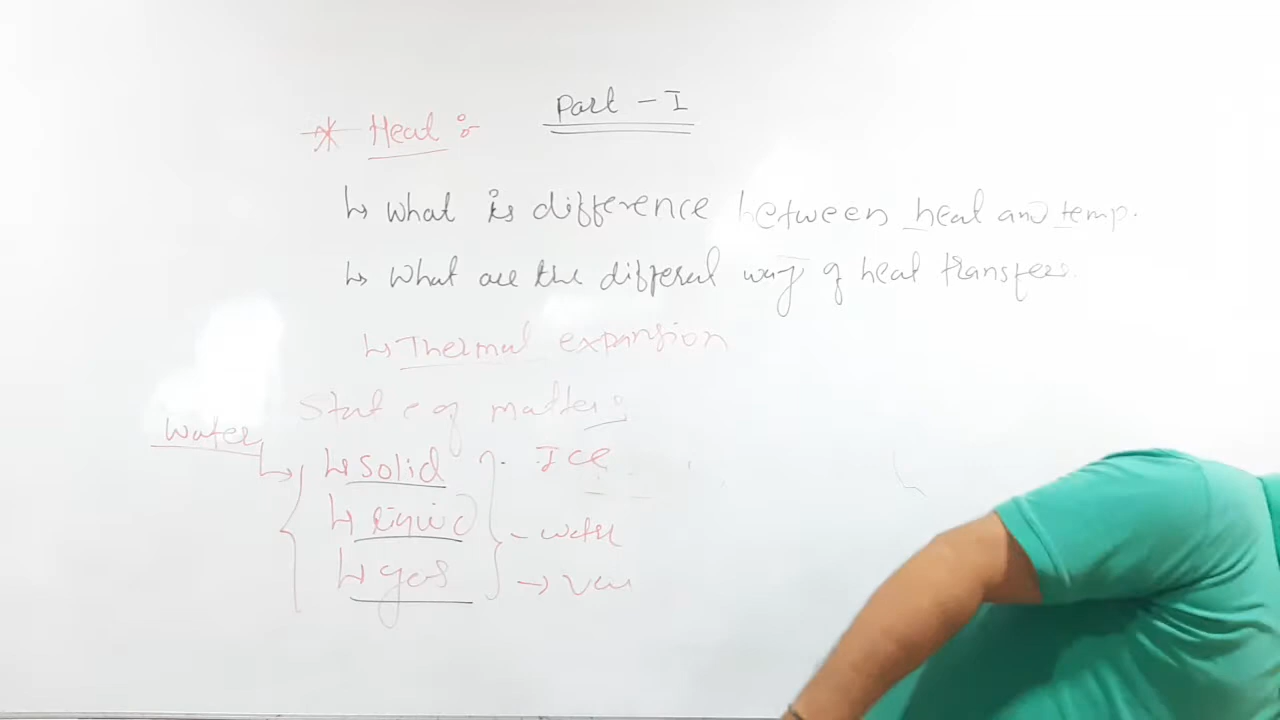 Part - I
* Heat :-
↳ what is difference between heat and temp.
↳ what are the different way of heat transfers.
↳ Thermal expansion
State of matter :
Water
↳ solid } . Ice
↳ liquid - water
↳ gas →